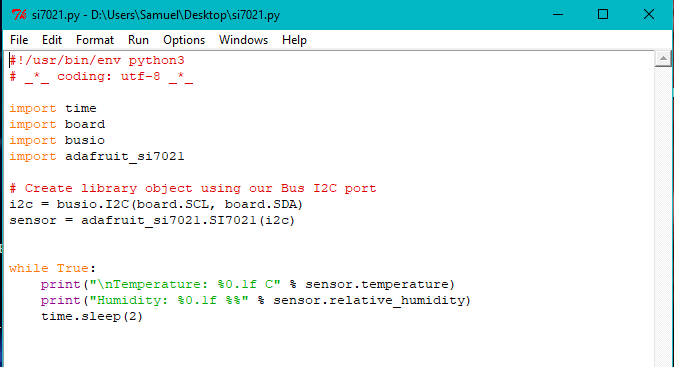 si7021.py - D:\Users\Samuel\Desktop\si7021.py
File Edit Format Run Options Windows Help
#!/usr/bin/env python3
# _*_ coding: utf-8 _*_
import time
import board
import busio
import adafruit_si7021
# Create library object using our Bus I2C port
i2c = busio.I2C(board.SCL, board.SDA)
sensor = adafruit_si7021.SI7021(i2c)
while True:
    print("\nTemperature: %0.1f C" % sensor.temperature)
    print("Humidity: %0.1f %%" % sensor.relative_humidity)
    time.sleep(2)